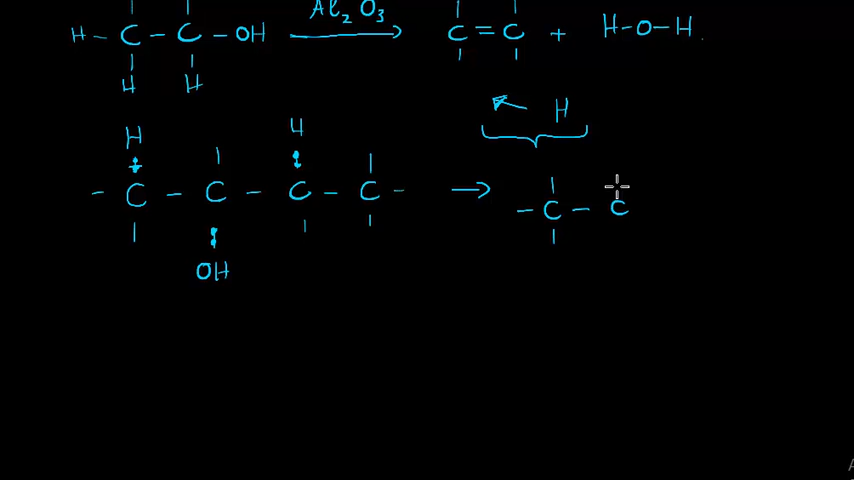 Al₂O₃
H – C – C – OH ⟶ C = C + H–O–H
H H
H
H H
– C – C – C – C – → – C – C
OH